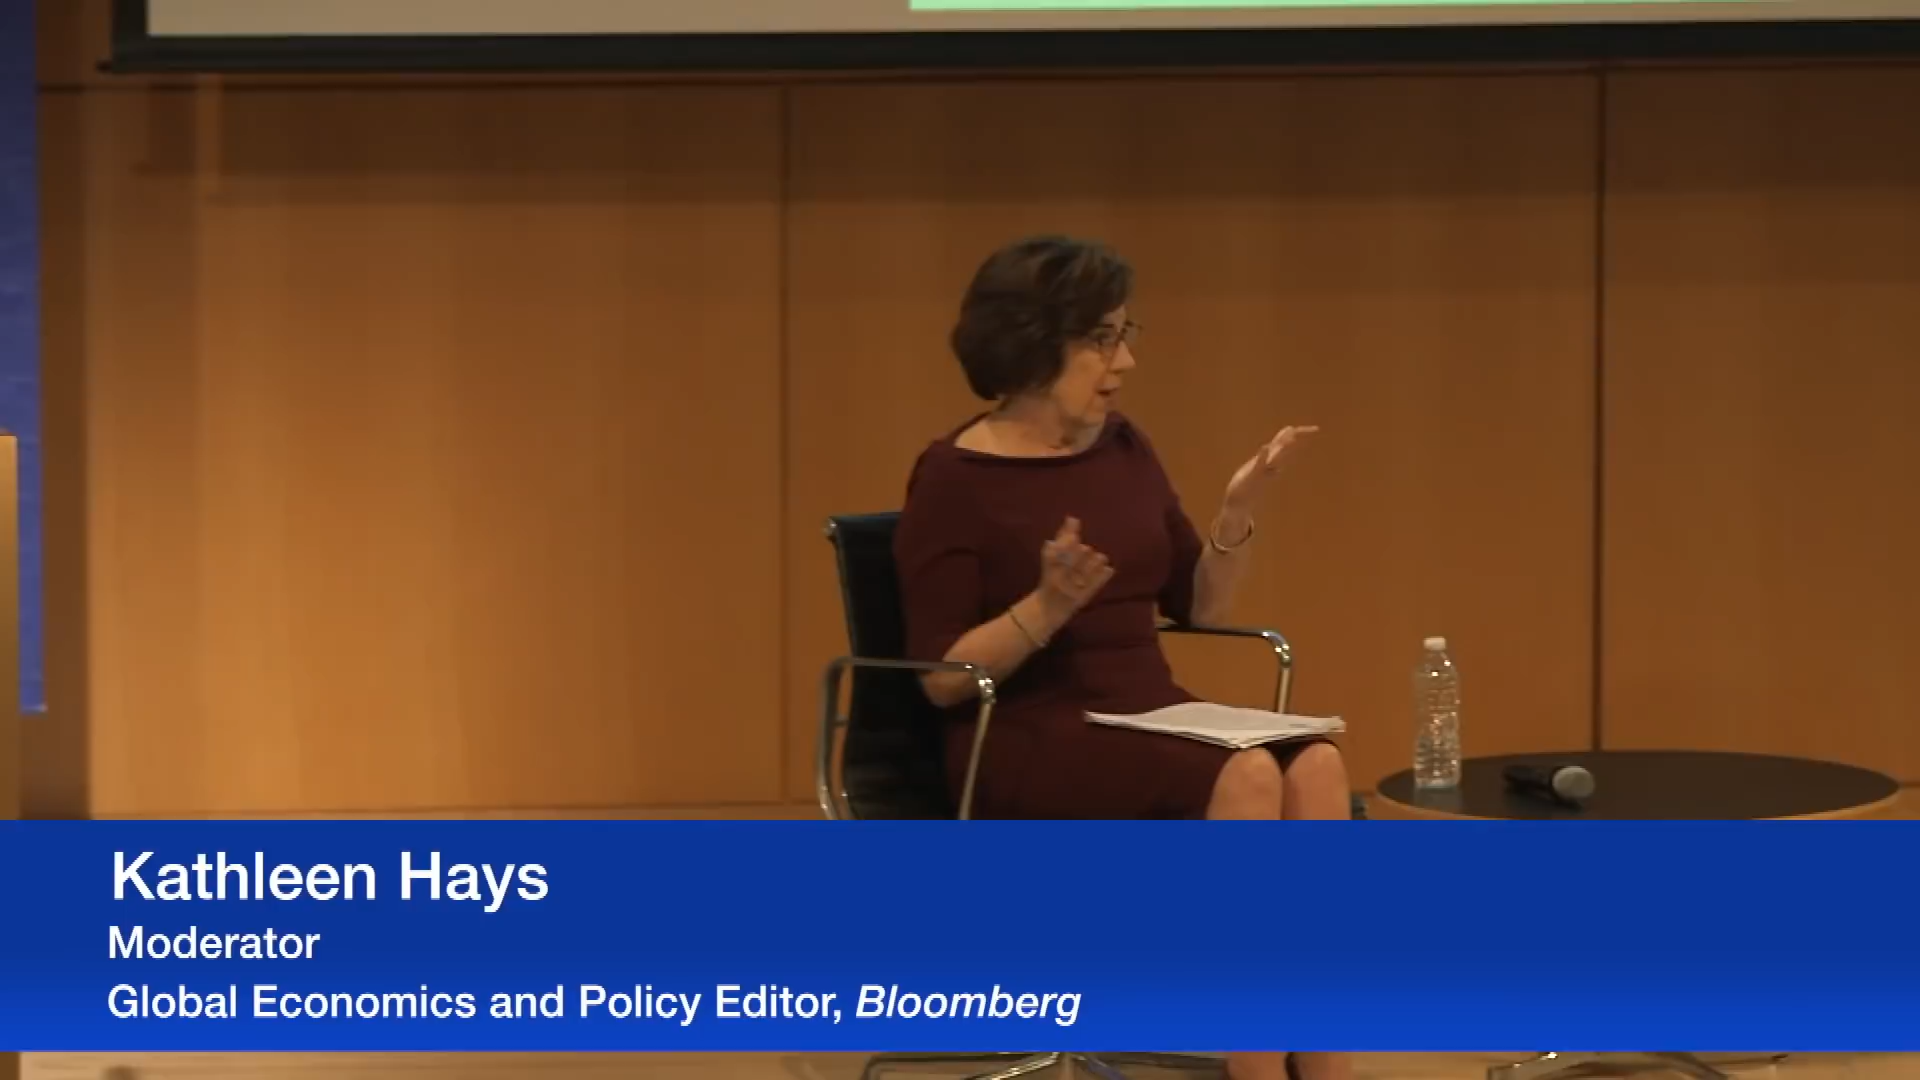 Kathleen Hays
Moderator
Global Economics and Policy Editor, Bloomberg